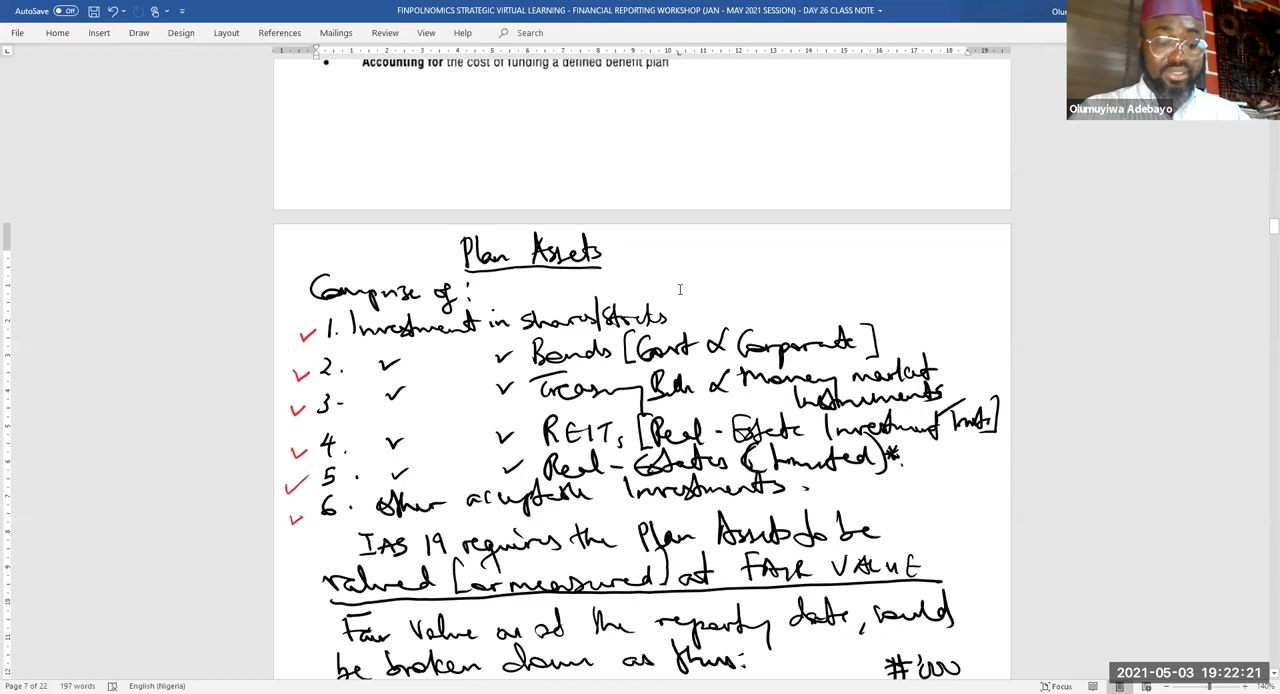 AutoSave Off
FINPOLNOMICS STRATEGIC VIRTUAL LEARNING - FINANCIAL REPORTING WORKSHOP (JAN - MAY 2021 SESSION) - DAY 26 CLASS NOTE
Olu
File Home Insert Draw Design Layout References Mailings Review View Help Search
Olumuyiwa Adebayo
• Accounting for the cost of funding a defined benefit plan
Plan Assets
Comprise of:
✓ 1. Investment in shares/stocks
✓ 2. ✓ ✓ Bonds [Govt & Corporate]
✓ 3- ✓ ✓ Treasury Bills & Money market
Instruments
✓ 4. ✓ ✓ REITs [Real-Estate Investment Trusts]
✓ 5. ✓ ✓ Real-Estates (Limited)*.
✓ 6. Other acceptable Investments.
IAS 19 requires the Plan Assets to be
valued [or measured] at FAIR VALUE
Fair value as at the reporting date, could
be broken down as thus: #'000
Page 7 of 22 197 words English (Nigeria) Focus 140%
2021-05-03 19:22:21